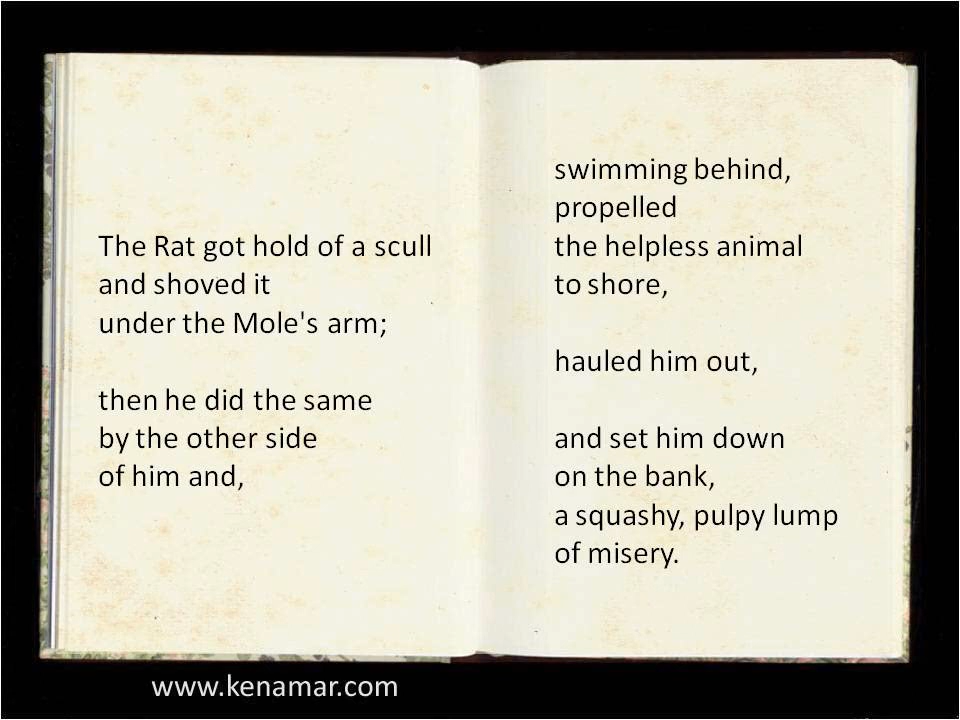 The Rat got hold of a scull
and shoved it
under the Mole's arm;
then he did the same
by the other side
of him and,
swimming behind,
propelled
the helpless animal
to shore,
hauled him out,
and set him down
on the bank,
a squashy, pulpy lump
of misery.
www.kenamar.com